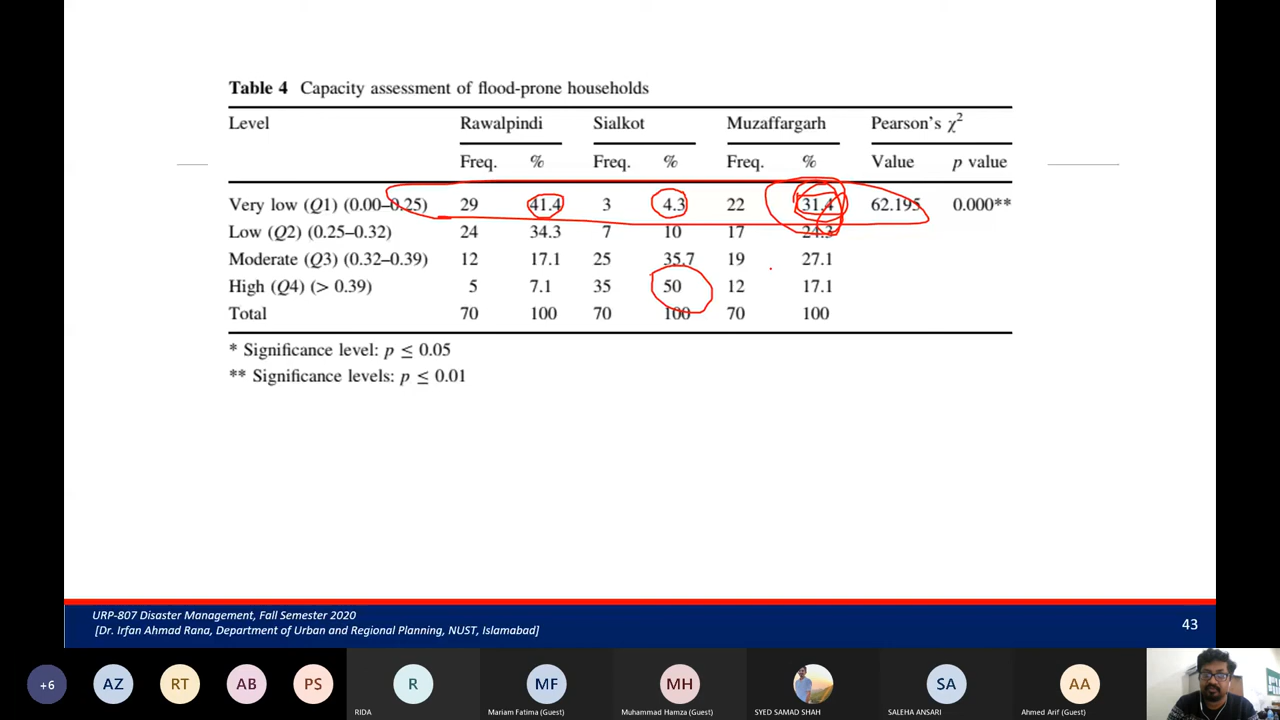 Table 4 Capacity assessment of flood-prone households
Level Rawalpindi Sialkot Muzaffargarh Pearson's χ2
Freq. % Freq. % Freq. % Value p value
Very low (Q1) (0.00–0.25) 29 41.4 3 4.3 22 31.4 62.195 0.000**
Low (Q2) (0.25–0.32) 24 34.3 7 10 17 24.3
Moderate (Q3) (0.32–0.39) 12 17.1 25 35.7 19 27.1
High (Q4) (> 0.39) 5 7.1 35 50 12 17.1
Total 70 100 70 100 70 100
* Significance level: p ≤ 0.05
** Significance levels: p ≤ 0.01
URP-807 Disaster Management, Fall Semester 2020
[Dr. Irfan Ahmad Rana, Department of Urban and Regional Planning, NUST, Islamabad]
43
+6 AZ RT AB PS R MF MH SA AA
RIDA Mariam Fatima (Guest) Muhammad Hamza (Guest) SYED SAMAD SHAH SALEHA ANSARI Ahmed Arif (Guest)